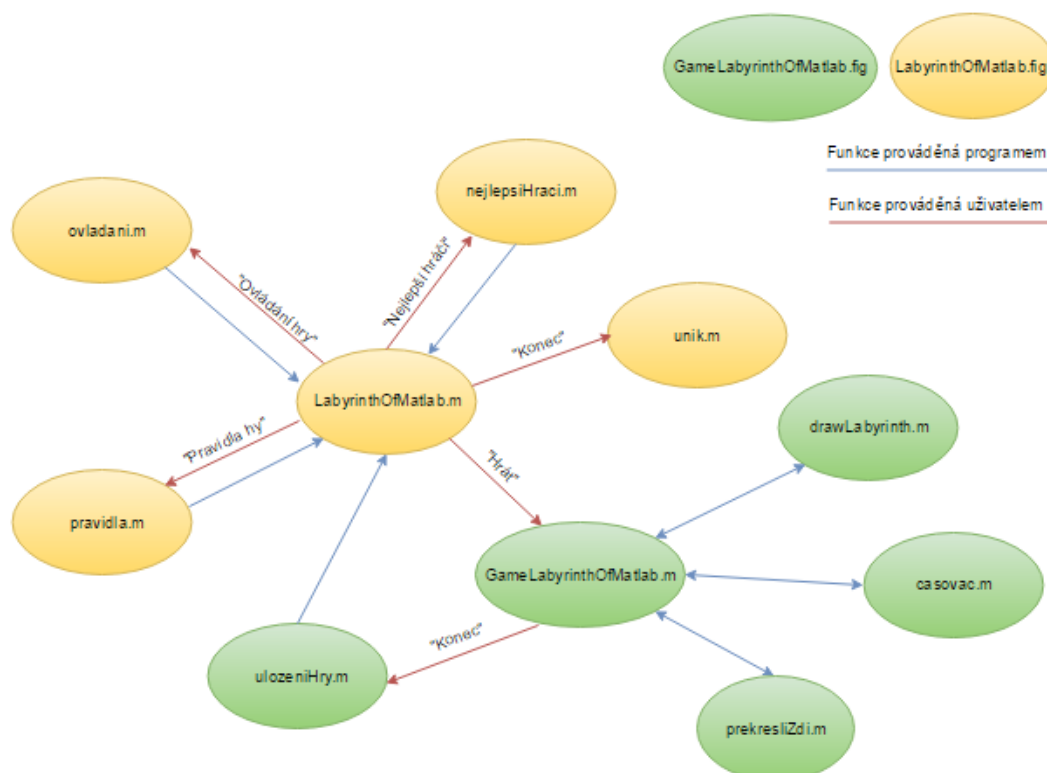 GameLabyrinthOfMatlab.fig
LabyrinthOfMatlab.fig
Funkce prováděná programem
Funkce prováděná uživatelem
nejlepsiHraci.m
ovladani.m
"Nejlepší hráči"
"Ovládání hry"
"Konec"
unik.m
LabyrinthOfMatlab.m
drawLabyrinth.m
"Pravidla hy"
"Hrát"
pravidla.m
GameLabyrinthOfMatlab.m
casovac.m
"Konec"
ulozeniHry.m
prekresliZdi.m